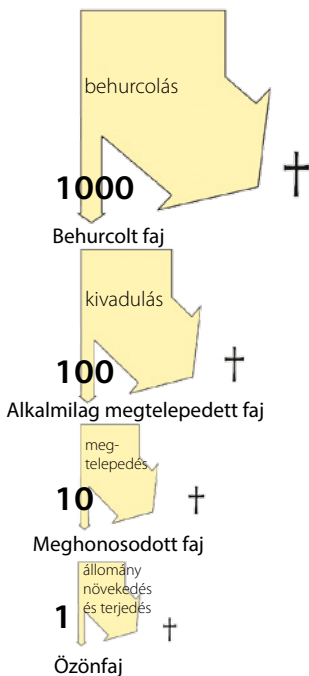 behurcolás
1000
Behurcolt faj
kivadulás
100
Alkalmilag megtelepedett faj
meg-
telepedés
10
Meghonosodott faj
állomány
növekedés
és terjedés
1
Özönfaj